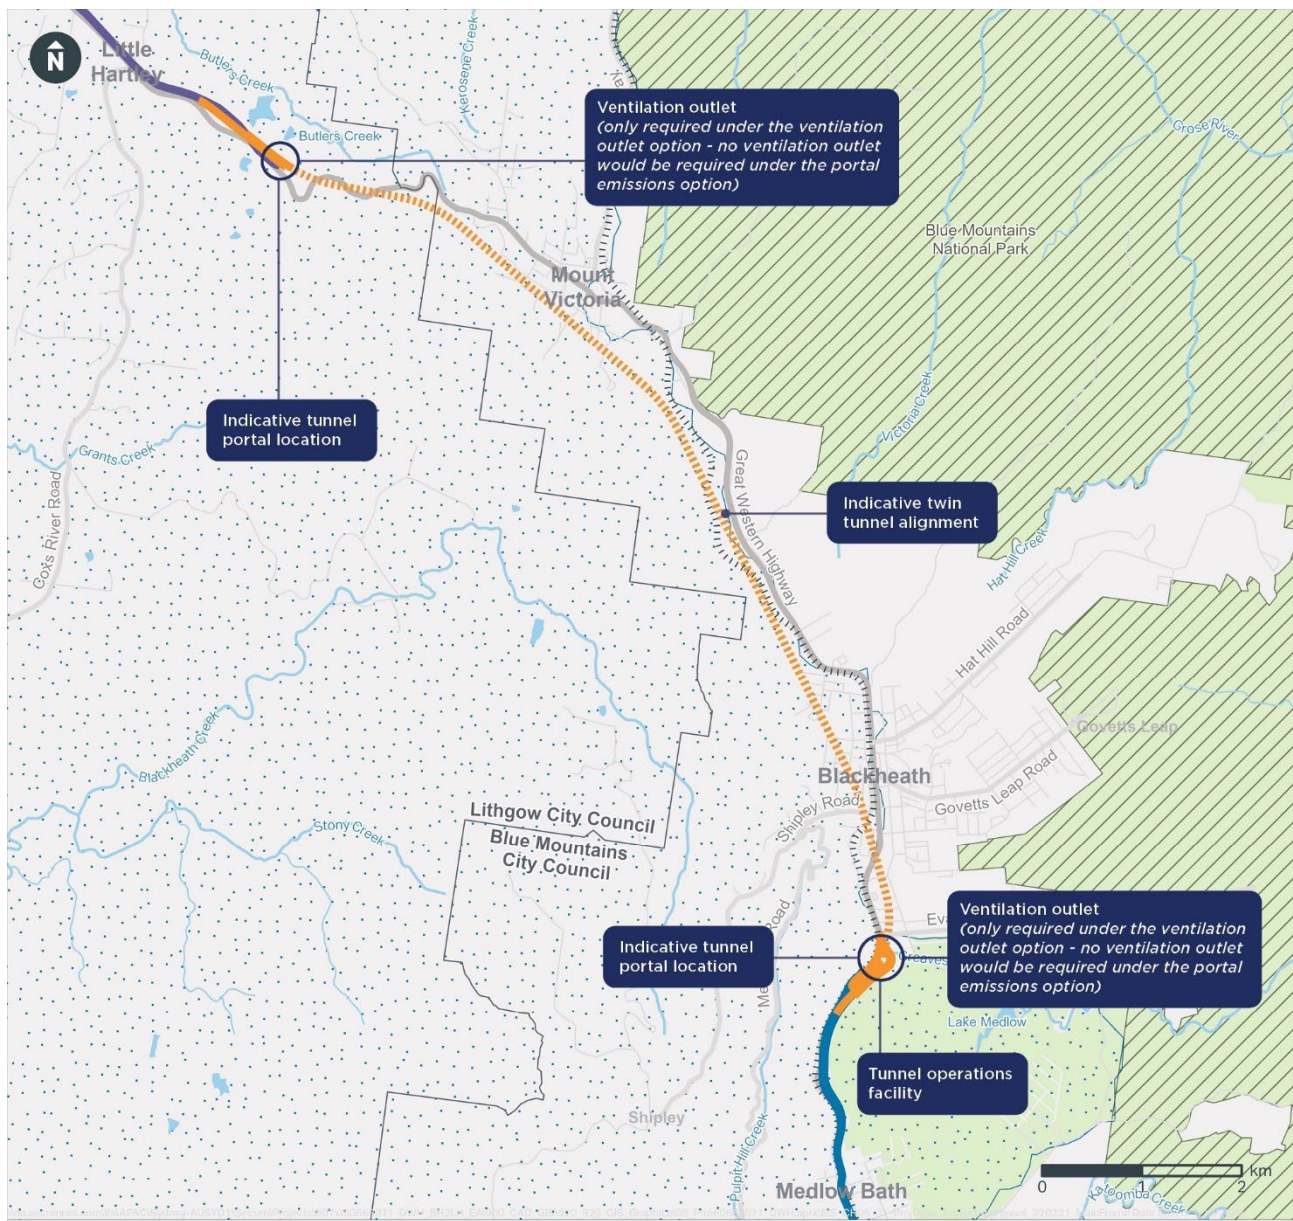 N
Little
Hartley
Butlers Creek
Kerosene Creek
Butlers Creek
Ventilation outlet
(only required under the ventilation
outlet option - no ventilation outlet
would be required under the portal
emissions option)
Grose River
Blue Mountains
National Park
Mount
Victoria
Indicative tunnel
portal location
Grants Creek
Coxs River Road
Victoria Creek
Great Western Highway
Indicative twin
tunnel alignment
Hat Hill Creek
Hat Hill Road
Govetts Leap
Blackheath Creek
Blackheath
Govetts Leap Road
Shipley Road
Stony Creek
Lithgow City Council
Blue Mountains
City Council
Ventilation outlet
(only required under the ventilation
outlet option - no ventilation outlet
would be required under the portal
emissions option)
Indicative tunnel
portal location
Road
Lake Medlow
Tunnel operations
facility
Shipley
Pulpit Hill Creek
Medlow Bath
Katoomba Creek
0 1 2 km